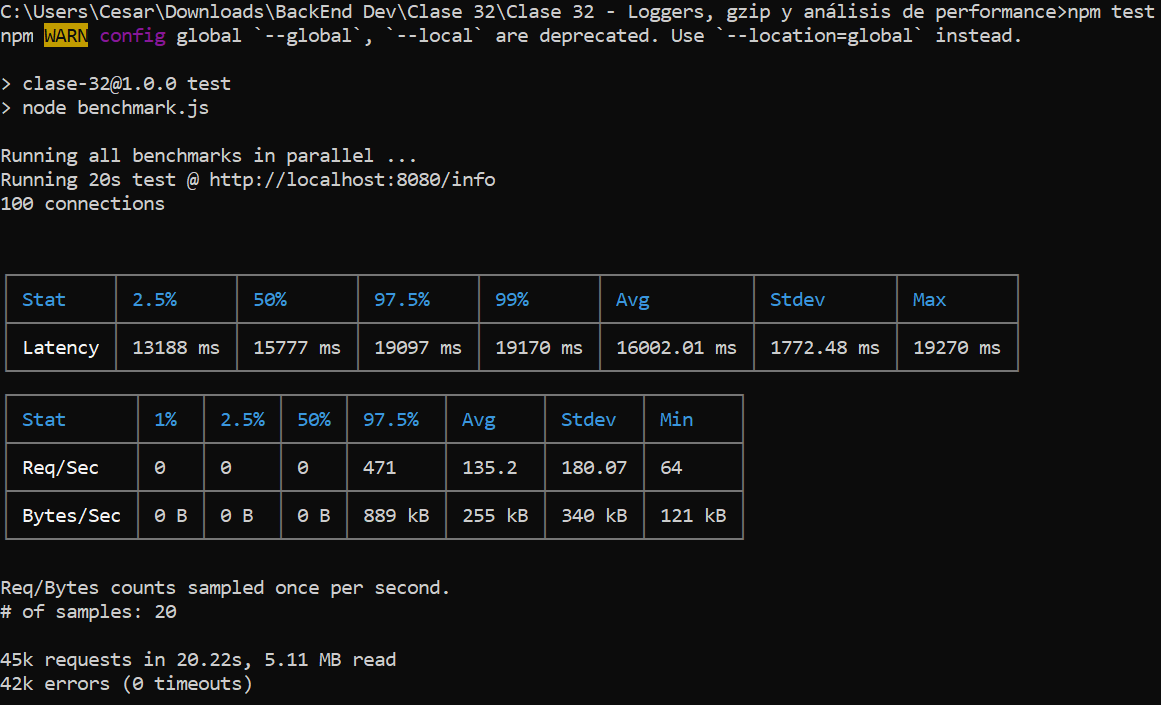 C:\Users\Cesar\Downloads\BackEnd Dev\Clase 32\Clase 32 - Loggers, gzip y análisis de performance>npm test
npm WARN config global `--global`, `--local` are deprecated. Use `--location=global` instead.
> clase-32@1.0.0 test
> node benchmark.js
Running all benchmarks in parallel ...
Running 20s test @ http://localhost:8080/info
100 connections
Stat 2.5% 50% 97.5% 99% Avg Stdev Max
Latency 13188 ms 15777 ms 19097 ms 19170 ms 16002.01 ms 1772.48 ms 19270 ms
Stat 1% 2.5% 50% 97.5% Avg Stdev Min
Req/Sec 0 0 0 471 135.2 180.07 64
Bytes/Sec 0 B 0 B 0 B 889 kB 255 kB 340 kB 121 kB
Req/Bytes counts sampled once per second.
# of samples: 20
45k requests in 20.22s, 5.11 MB read
42k errors (0 timeouts)